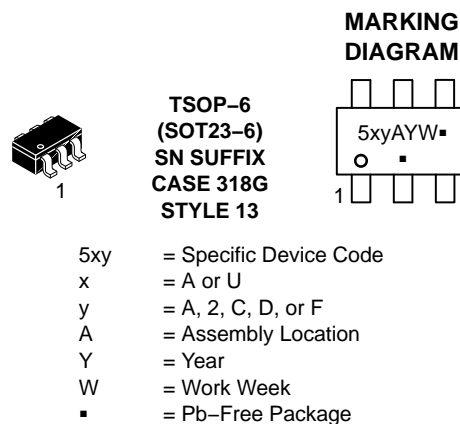 MARKING
DIAGRAM
TSOP−6
(SOT23−6)
SN SUFFIX
CASE 318G
STYLE 13
1
5xyAYW▪
▪
1
5xy = Specific Device Code
x = A or U
y = A, 2, C, D, or F
A = Assembly Location
Y = Year
W = Work Week
▪ = Pb−Free Package